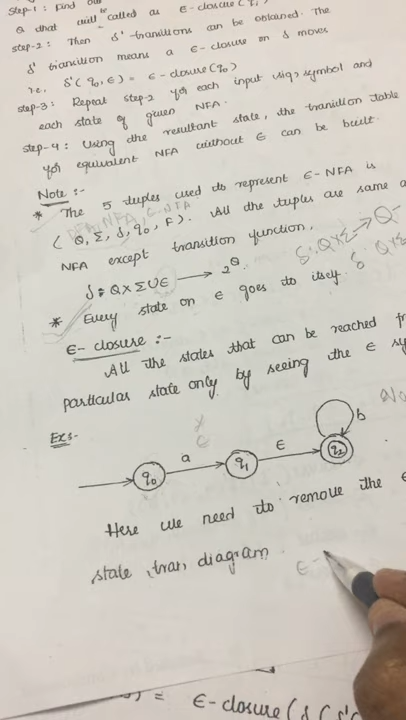 Step-1: Find out
Q that will called as ε-closure(
Step-2: Then δ' transitions can be obtained. The
δ' transition means a ε-closure on δ moves
i.e, δ'(q0,ε) = ε-closure(q0)
Step-3: Repeat step-2 for each input symbol and
each state of given NFA.
Step-4: Using the resultant state, the transition table
for equivalent NFA without ε can be built.
Note :-
* The 5 tuples used to represent ε-NFA is
(Q, Σ, δ, q0, F). All the tuples are same a
NFA except transition function.
δ: Q×Σ → Q
δ: Q×Σ∪ε → 2^Q
δ: Q×Σ
* Every state on ε goes to itself.
ε-closure :-
All the states that can be reached
particular state only by seeing the ε sy
Ex:-
a
ε
b
q0
q1
q2
Here we need to remove the ε
state, tran, diagram
ε-
= ε-closure(δ(δ'(